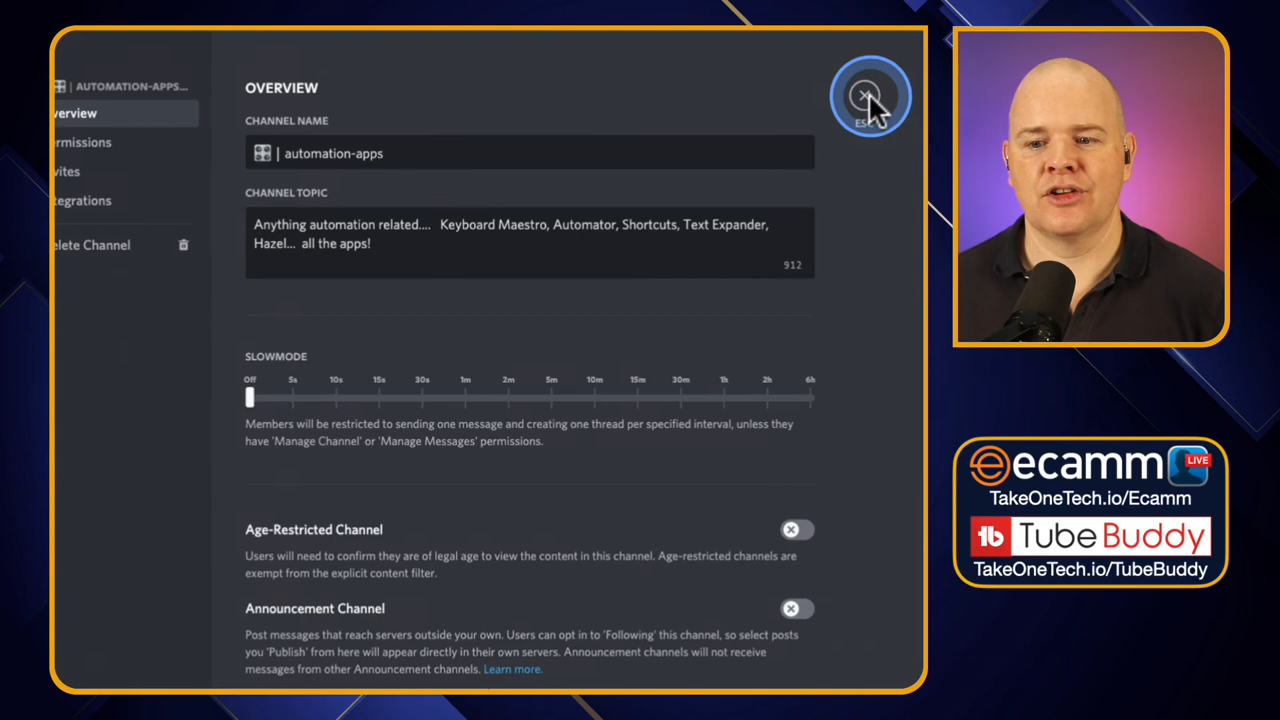 | AUTOMATION-APPS...
verview
ermissions
vites
tegrations
elete Channel
OVERVIEW
CHANNEL NAME
| automation-apps
CHANNEL TOPIC
Anything automation related.... Keyboard Maestro, Automator, Shortcuts, Text Expander,
Hazel... all the apps!
912
SLOWMODE
Off 5s 10s 15s 30s 1m 2m 5m 10m 15m 30m 1h 2h 6h
Members will be restricted to sending one message and creating one thread per specified interval, unless they
have 'Manage Channel' or 'Manage Messages' permissions.
Age-Restricted Channel
Users will need to confirm they are of legal age to view the content in this channel. Age-restricted channels are
exempt from the explicit content filter.
Announcement Channel
Post messages that reach servers outside your own. Users can opt in to 'Following' this channel, so select posts
you 'Publish' from here will appear directly in their own servers. Announcement channels will not receive
messages from other Announcement channels. Learn more.
ESC
ecamm LIVE
TakeOneTech.io/Ecamm
tb TubeBuddy
TakeOneTech.io/TubeBuddy